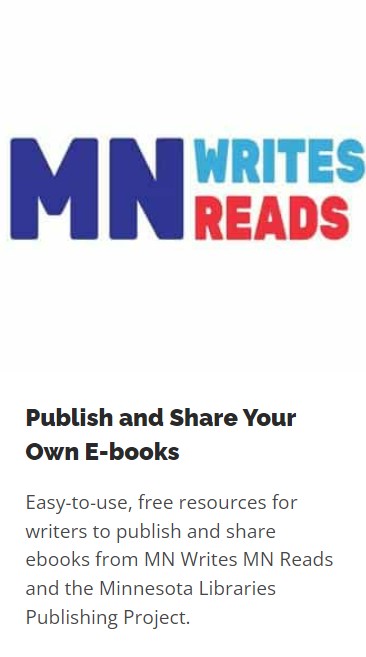 MN WRITES
READS
Publish and Share Your
Own E-books
Easy-to-use, free resources for
writers to publish and share
ebooks from MN Writes MN Reads
and the Minnesota Libraries
Publishing Project.